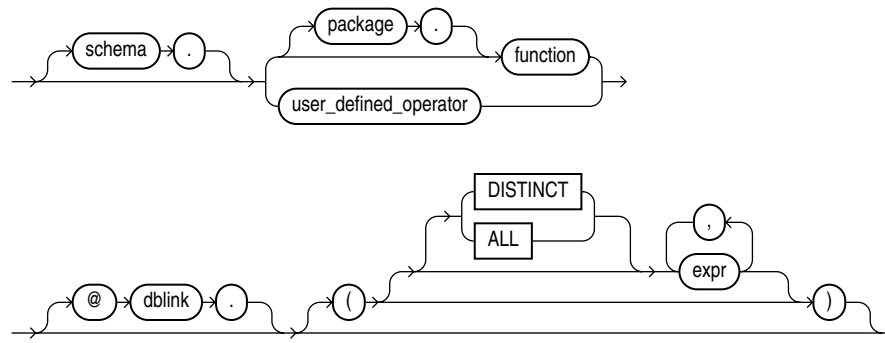 package .
schema .
function
user_defined_operator
DISTINCT
,
ALL
expr
@ dblink . ( )